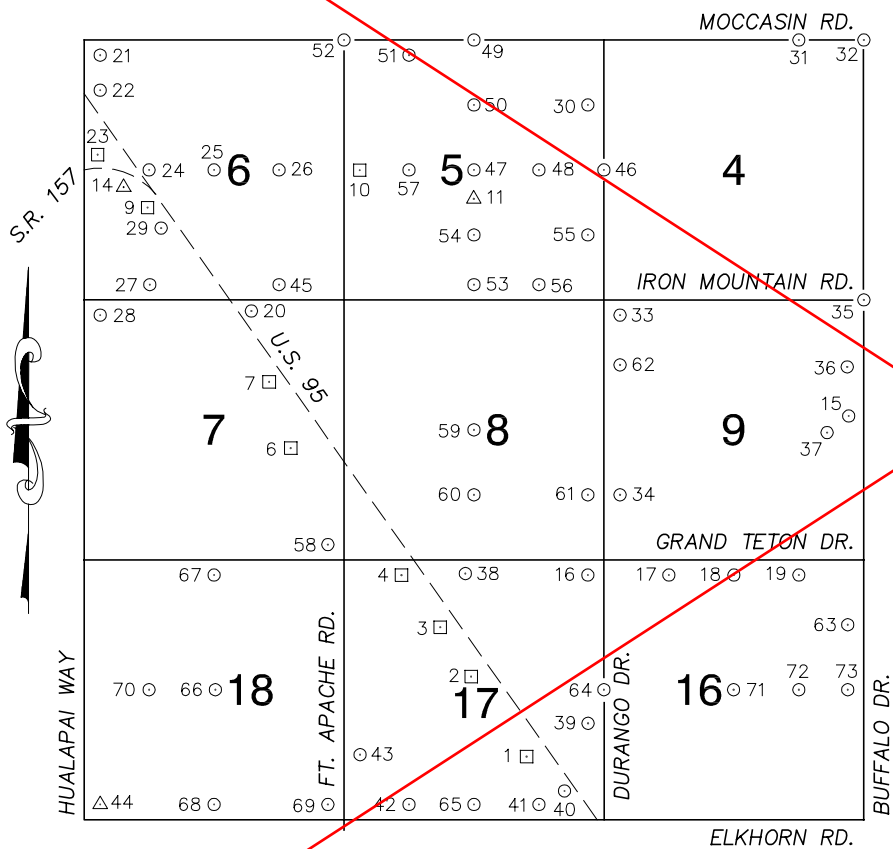 MOCCASIN RD.
52 51 49 31 32
21
22
50 30
23
25
24 6 26 10 57 5 47 48 46 4
S.R. 157
14
9
11
29 54 55
27 45 53 56 IRON MOUNTAIN RD.
28 20 33 35
U.S. 95
7 62 36
15
7 59 8 9
6 37
60 61 34
58 GRAND TETON DR.
67 4 38 16 17 18 19
3 63
HUALAPAI WAY
FT. APACHE RD.
DURANGO DR.
BUFFALO DR.
2
70 66 18 17 64 16 71 72 73
39
43 1
44 68 69 42 65 41 40
ELKHORN RD.